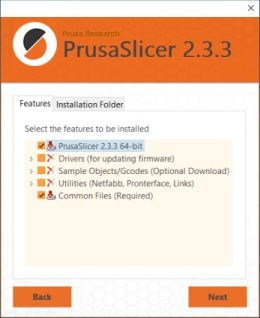 Prusa Research
PrusaSlicer 2.3.3
Features
Installation Folder
Select the features to be installed
PrusaSlicer 2.3.3 64-bit
Drivers (for updating firmware)
Sample Objects/Gcodes (Optional Download)
Utilities (Netfabb, Pronterface, Links)
Common Files (Required)
Back
Next